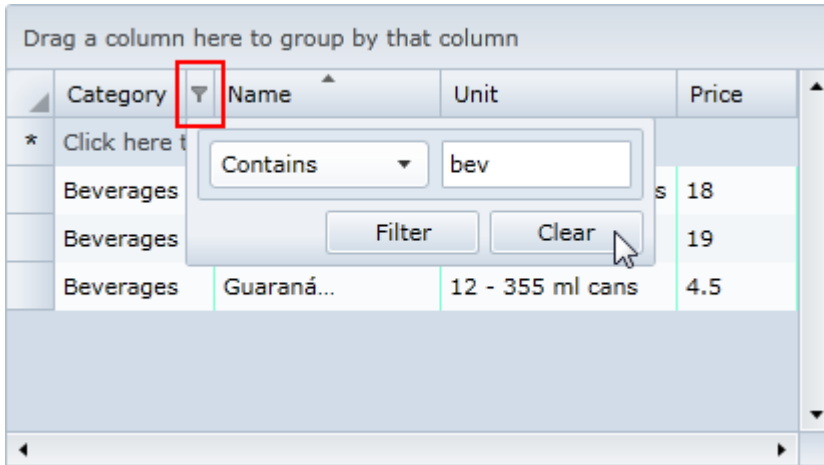 Drag a column here to group by that column
Category Name Unit Price
* Click here t
Contains bev
Beverages s 18
Filter Clear
Beverages 19
Beverages Guaraná... 12 - 355 ml cans 4.5